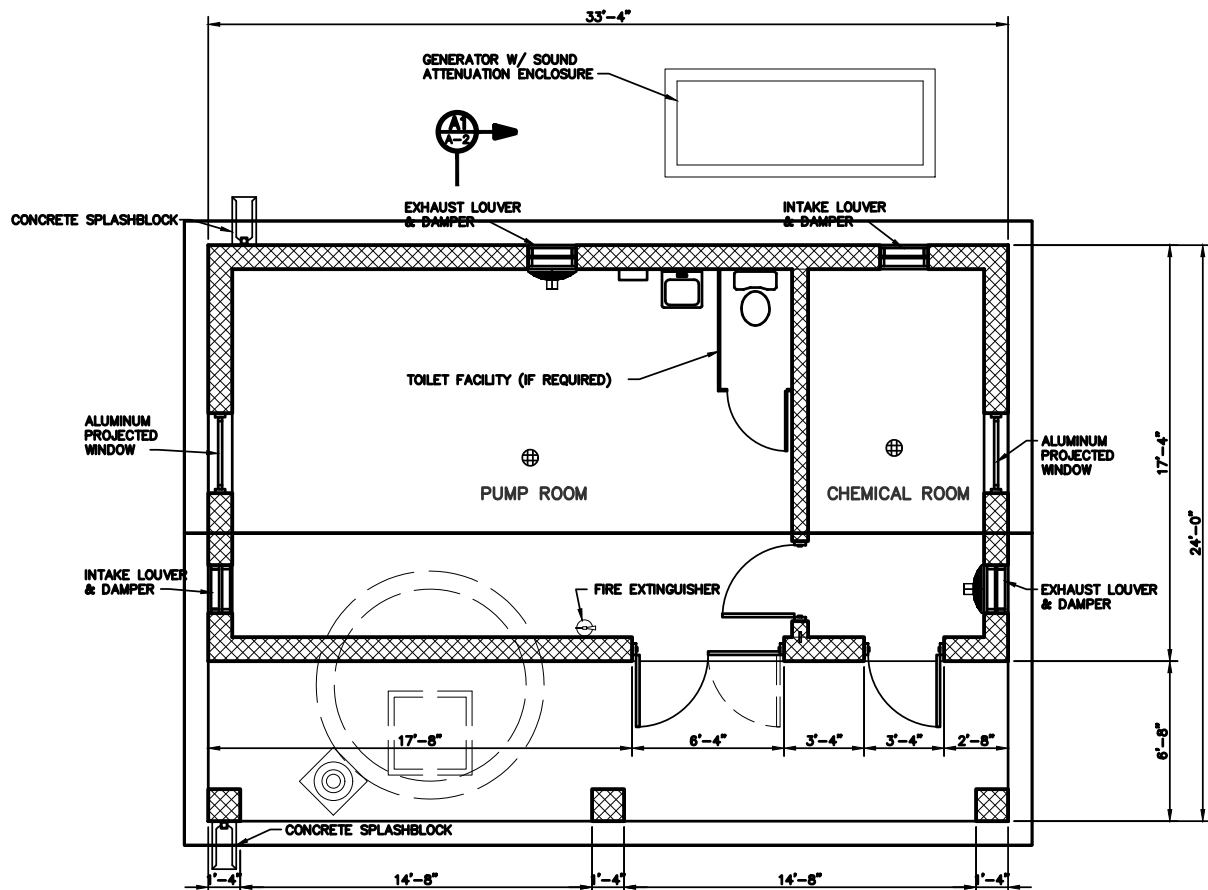 33'-4"
GENERATOR W/ SOUND
ATTENUATION ENCLOSURE
A1
A-2
CONCRETE SPLASHBLOCK
EXHAUST LOUVER
& DAMPER
INTAKE LOUVER
& DAMPER
TOILET FACILITY (IF REQUIRED)
ALUMINUM
PROJECTED
WINDOW
ALUMINUM
PROJECTED
WINDOW
17'-4"
24'-0"
PUMP ROOM
CHEMICAL ROOM
INTAKE LOUVER
& DAMPER
FIRE EXTINGUISHER
EXHAUST LOUVER
& DAMPER
6'-8"
17'-8"
6'-4"
3'-4"
3'-4"
2'-8"
CONCRETE SPLASHBLOCK
1'-4"
14'-8"
1'-4"
14'-8"
1'-4"